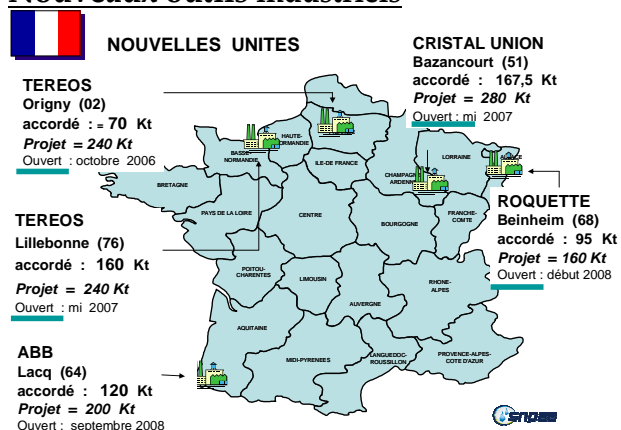 Nouveaux outils industriels
NOUVELLES UNITES
TEREOS
Origny (02)
accordé : = 70 Kt
Projet = 240 Kt
Ouvert : octobre 2006
CRISTAL UNION
Bazancourt (51)
accordé : 167,5 Kt
Projet = 280 Kt
Ouvert : mi 2007
TEREOS
Lillebonne (76)
accordé : 160 Kt
Projet = 240 Kt
Ouvert : mi 2007
ROQUETTE
Beinheim (68)
accordé : 95 Kt
Projet = 160 Kt
Ouvert : début 2008
ABB
Lacq (64)
accordé : 120 Kt
Projet = 200 Kt
Ouvert : septembre 2008
HAUTE-
BASSE-
NORMANDIE
ILE-DE FRANCE
LORRAINE
BRETAGNE
PAYS DE LA LOIRE
CENTRE
BOURGOGNE
FRANCHE-
COMTE
POITOU-
CHARENTES
LIMOUSIN
AUVERGNE
RHONE-
ALPES
AQUITAINE
MIDI-PYRENEES
LANGUEDOC-
ROUSSILLON
PROVENCE-ALPES-
COTE D'AZUR
snpaa